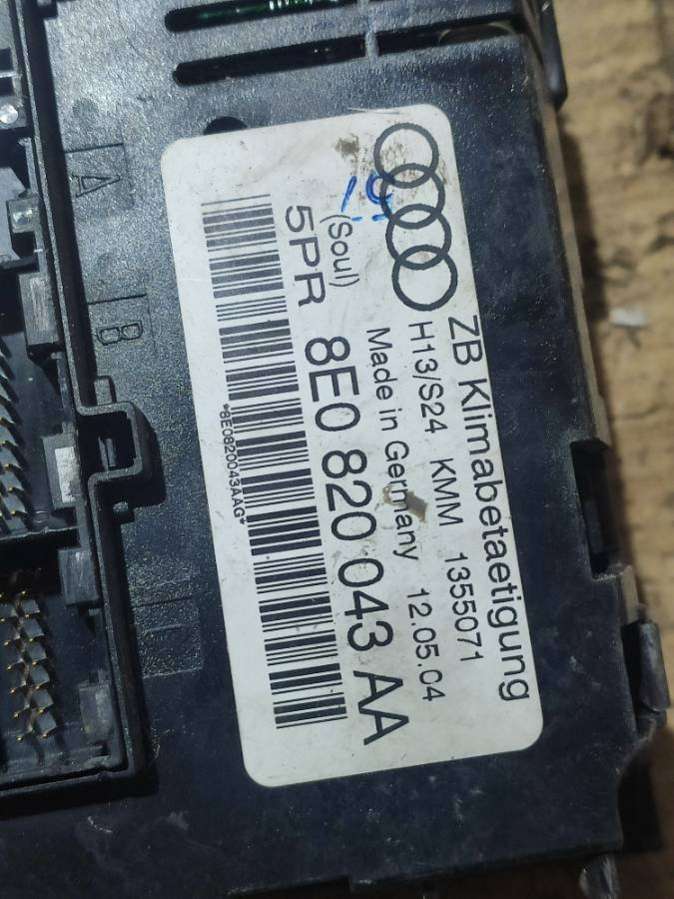 ZB Klimabetaetigung
H13/S24 KMM 1355071
Made in Germany 12.05.04
(Soul)
5PR 8E0 820 043 AA
*8E0820043AAG*
A
B